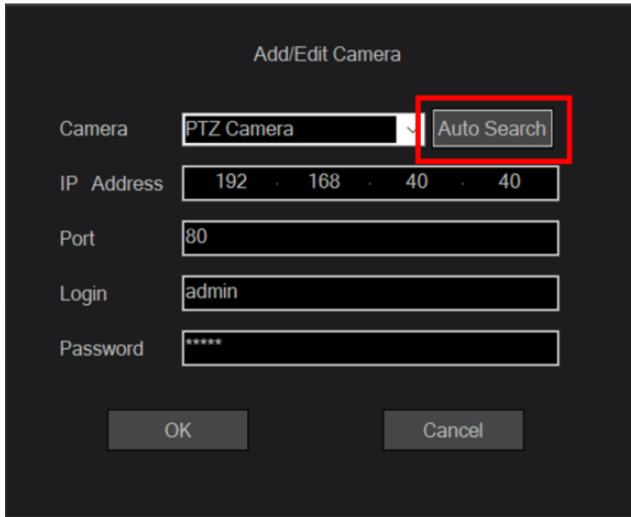 Add/Edit Camera
Camera PTZ Camera Auto Search
IP Address 192 . 168 . 40 . 40
Port 80
Login admin
Password *****
OK Cancel